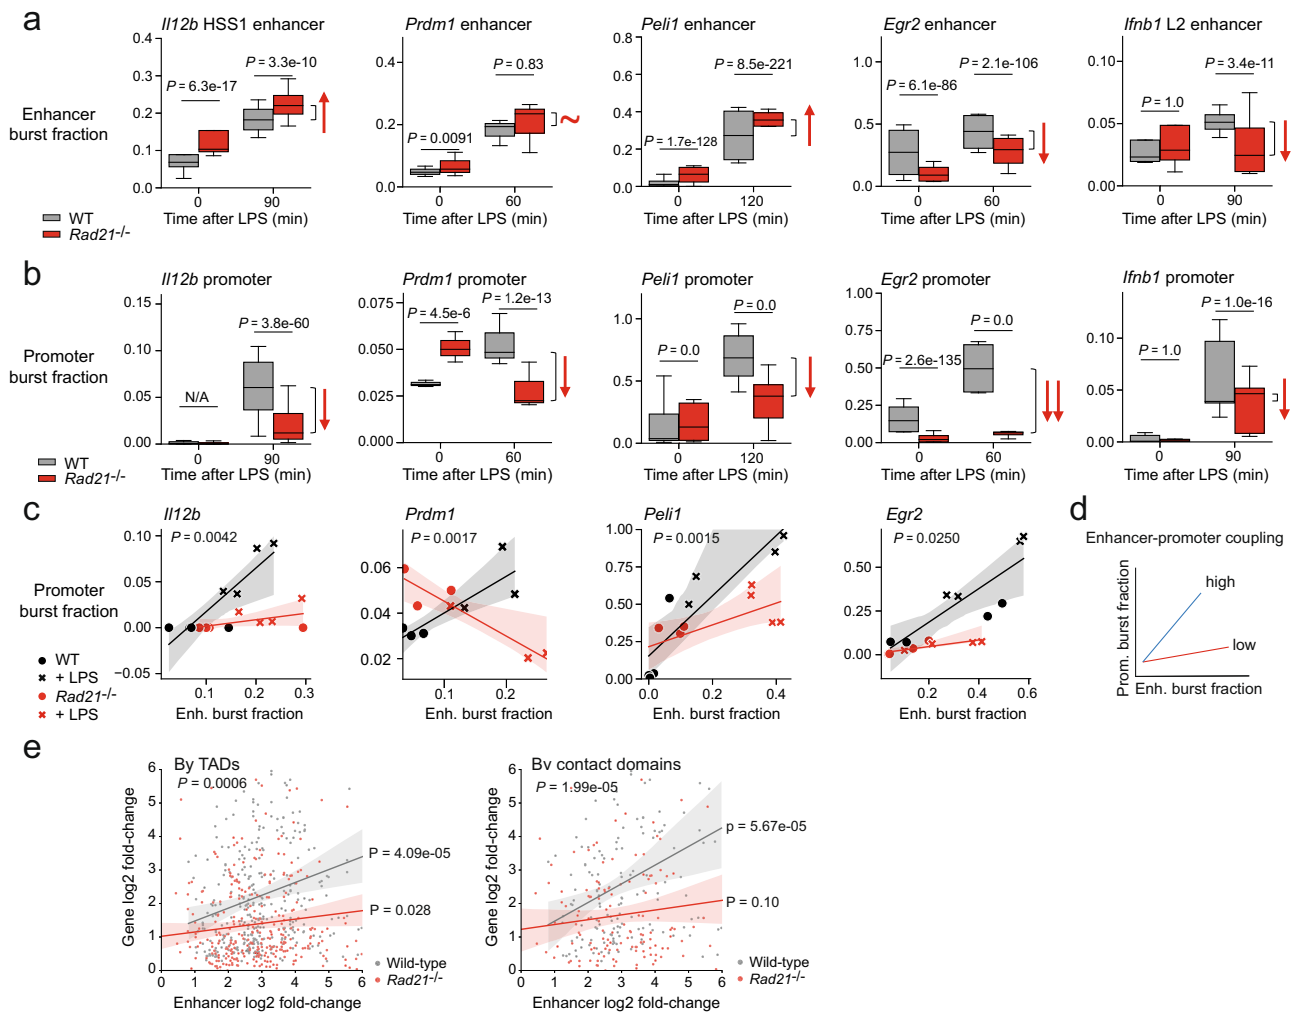 a
Il12b HSS1 enhancer
Prdm1 enhancer
Peli1 enhancer
Egr2 enhancer
Ifnb1 L2 enhancer
Enhancer
burst fraction
0.4
0.3
0.2
0.1
0.0
P = 6.3e-17
P = 3.3e-10
0
90
Time after LPS (min)
0.4
0.2
0.0
P = 0.0091
P = 0.83
~
0
60
Time after LPS (min)
0.8
0.6
0.4
0.2
0.0
P = 1.7e-128
P = 8.5e-221
0
120
Time after LPS (min)
1.0
0.5
0.0
P = 6.1e-86
P = 2.1e-106
0
60
Time after LPS (min)
0.10
0.05
0.00
P = 1.0
P = 3.4e-11
0
90
Time after LPS (min)
WT
Rad21-/-
b
Il12b promoter
Prdm1 promoter
Peli1 promoter
Egr2 promoter
Ifnb1 promoter
Promoter
burst fraction
0.15
0.10
0.05
0.00
N/A
P = 3.8e-60
0
90
Time after LPS (min)
0.075
0.050
0.025
0.000
P = 4.5e-6
P = 1.2e-13
0
60
Time after LPS (min)
1.0
0.5
0.0
P = 0.0
P = 0.0
0
120
Time after LPS (min)
1.00
0.75
0.50
0.25
0.00
P = 2.6e-135
P = 0.0
0
60
Time after LPS (min)
0.10
0.05
0.00
P = 1.0
P = 1.0e-16
0
90
Time after LPS (min)
WT
Rad21-/-
c
Il12b
Prdm1
Peli1
Egr2
Promoter
burst fraction
P = 0.0042
0.10
0.05
0.00
−0.05
0.1
0.2
0.3
Enh. burst fraction
P = 0.0017
0.06
0.04
0.02
0.1
0.2
Enh. burst fraction
P = 0.0015
1.00
0.75
0.50
0.25
0.00
0.0
0.2
0.4
Enh. burst fraction
P = 0.0250
0.50
0.25
0.00
0.2
0.4
0.6
Enh. burst fraction
WT
+ LPS
Rad21-/-
+ LPS
d
Enhancer-promoter coupling
Prom. burst fraction
high
low
Enh. burst fraction
e
By TADs
P = 0.0006
Gene log2 fold-change
6
5
4
3
2
1
0
P = 4.09e-05
P = 0.028
0
1
2
3
4
5
6
Enhancer log2 fold-change
Wild-type
Rad21-/-
By contact domains
P = 1.99e-05
Gene log2 fold-change
6
5
4
3
2
1
0
p = 5.67e-05
P = 0.10
0
1
2
3
4
5
6
Enhancer log2 fold-change
Wild-type
Rad21-/-